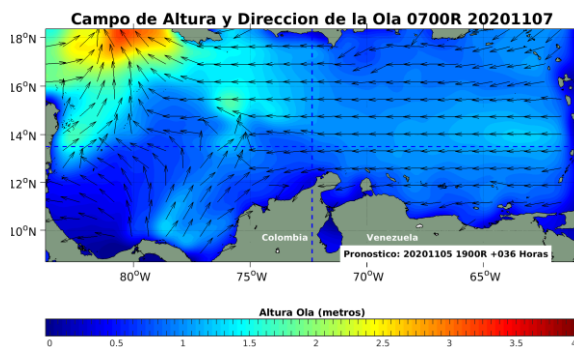 Campo de Altura y Direccion de la Ola 0700R 20201107
18°N
16°N
14°N
12°N
10°N
Colombia
Venezuela
Pronostico: 20201105 1900R +036 Horas
80°W
75°W
70°W
65°W
Altura Ola (metros)
0 0.5 1 1.5 2 2.5 3 3.5 4